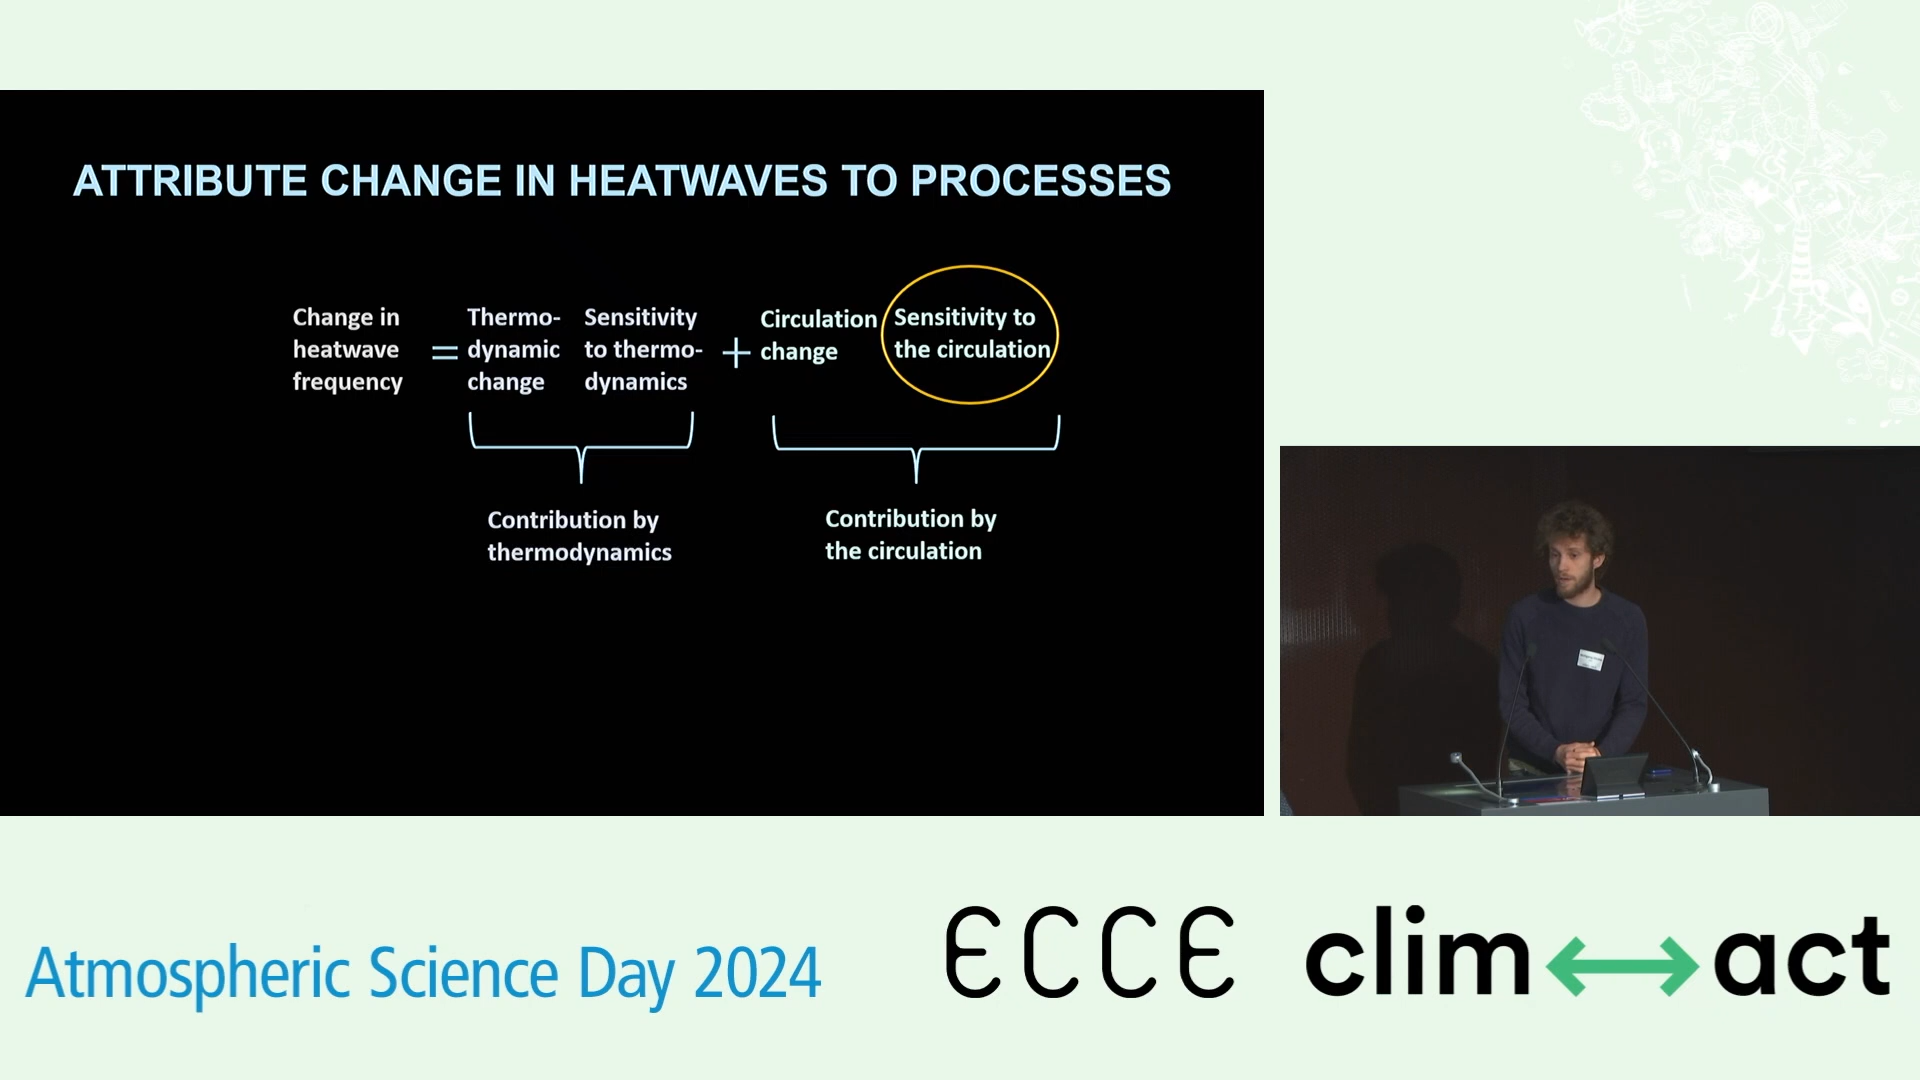 ATTRIBUTE CHANGE IN HEATWAVES TO PROCESSES
Change in
heatwave
frequency
=
Thermo-
dynamic
change
Sensitivity
to thermo-
dynamics
+
Circulation
change
Sensitivity to
the circulation
Contribution by
thermodynamics
Contribution by
the circulation
Atmospheric Science Day 2024
ECCE
clim
act